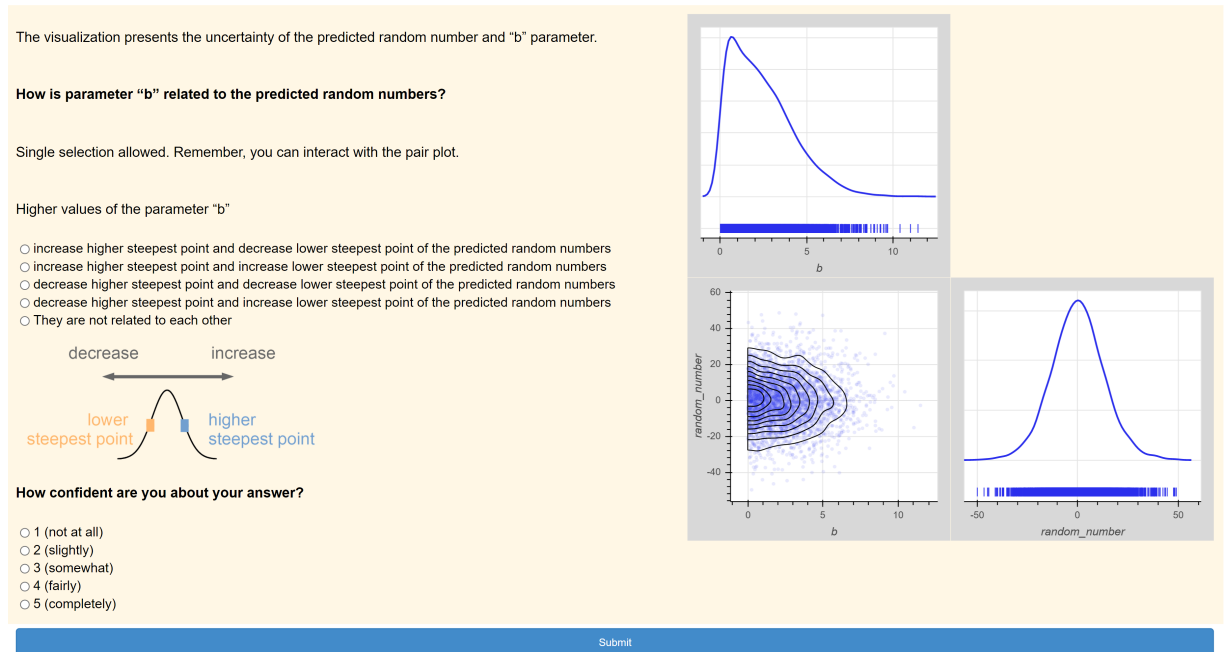 The visualization presents the uncertainty of the predicted random number and “b” parameter.
How is parameter “b” related to the predicted random numbers?
Single selection allowed. Remember, you can interact with the pair plot.
Higher values of the parameter “b”
increase higher steepest point and decrease lower steepest point of the predicted random numbers
increase higher steepest point and increase lower steepest point of the predicted random numbers
decrease higher steepest point and decrease lower steepest point of the predicted random numbers
decrease higher steepest point and increase lower steepest point of the predicted random numbers
They are not related to each other
decrease increase
lower
steepest point
higher
steepest point
How confident are you about your answer?
1 (not at all)
2 (slightly)
3 (somewhat)
4 (fairly)
5 (completely)
Submit
0 5 10
b
60
40
20
0
-20
-40
random_number
0 5 10
b
-50 0 50
random_number